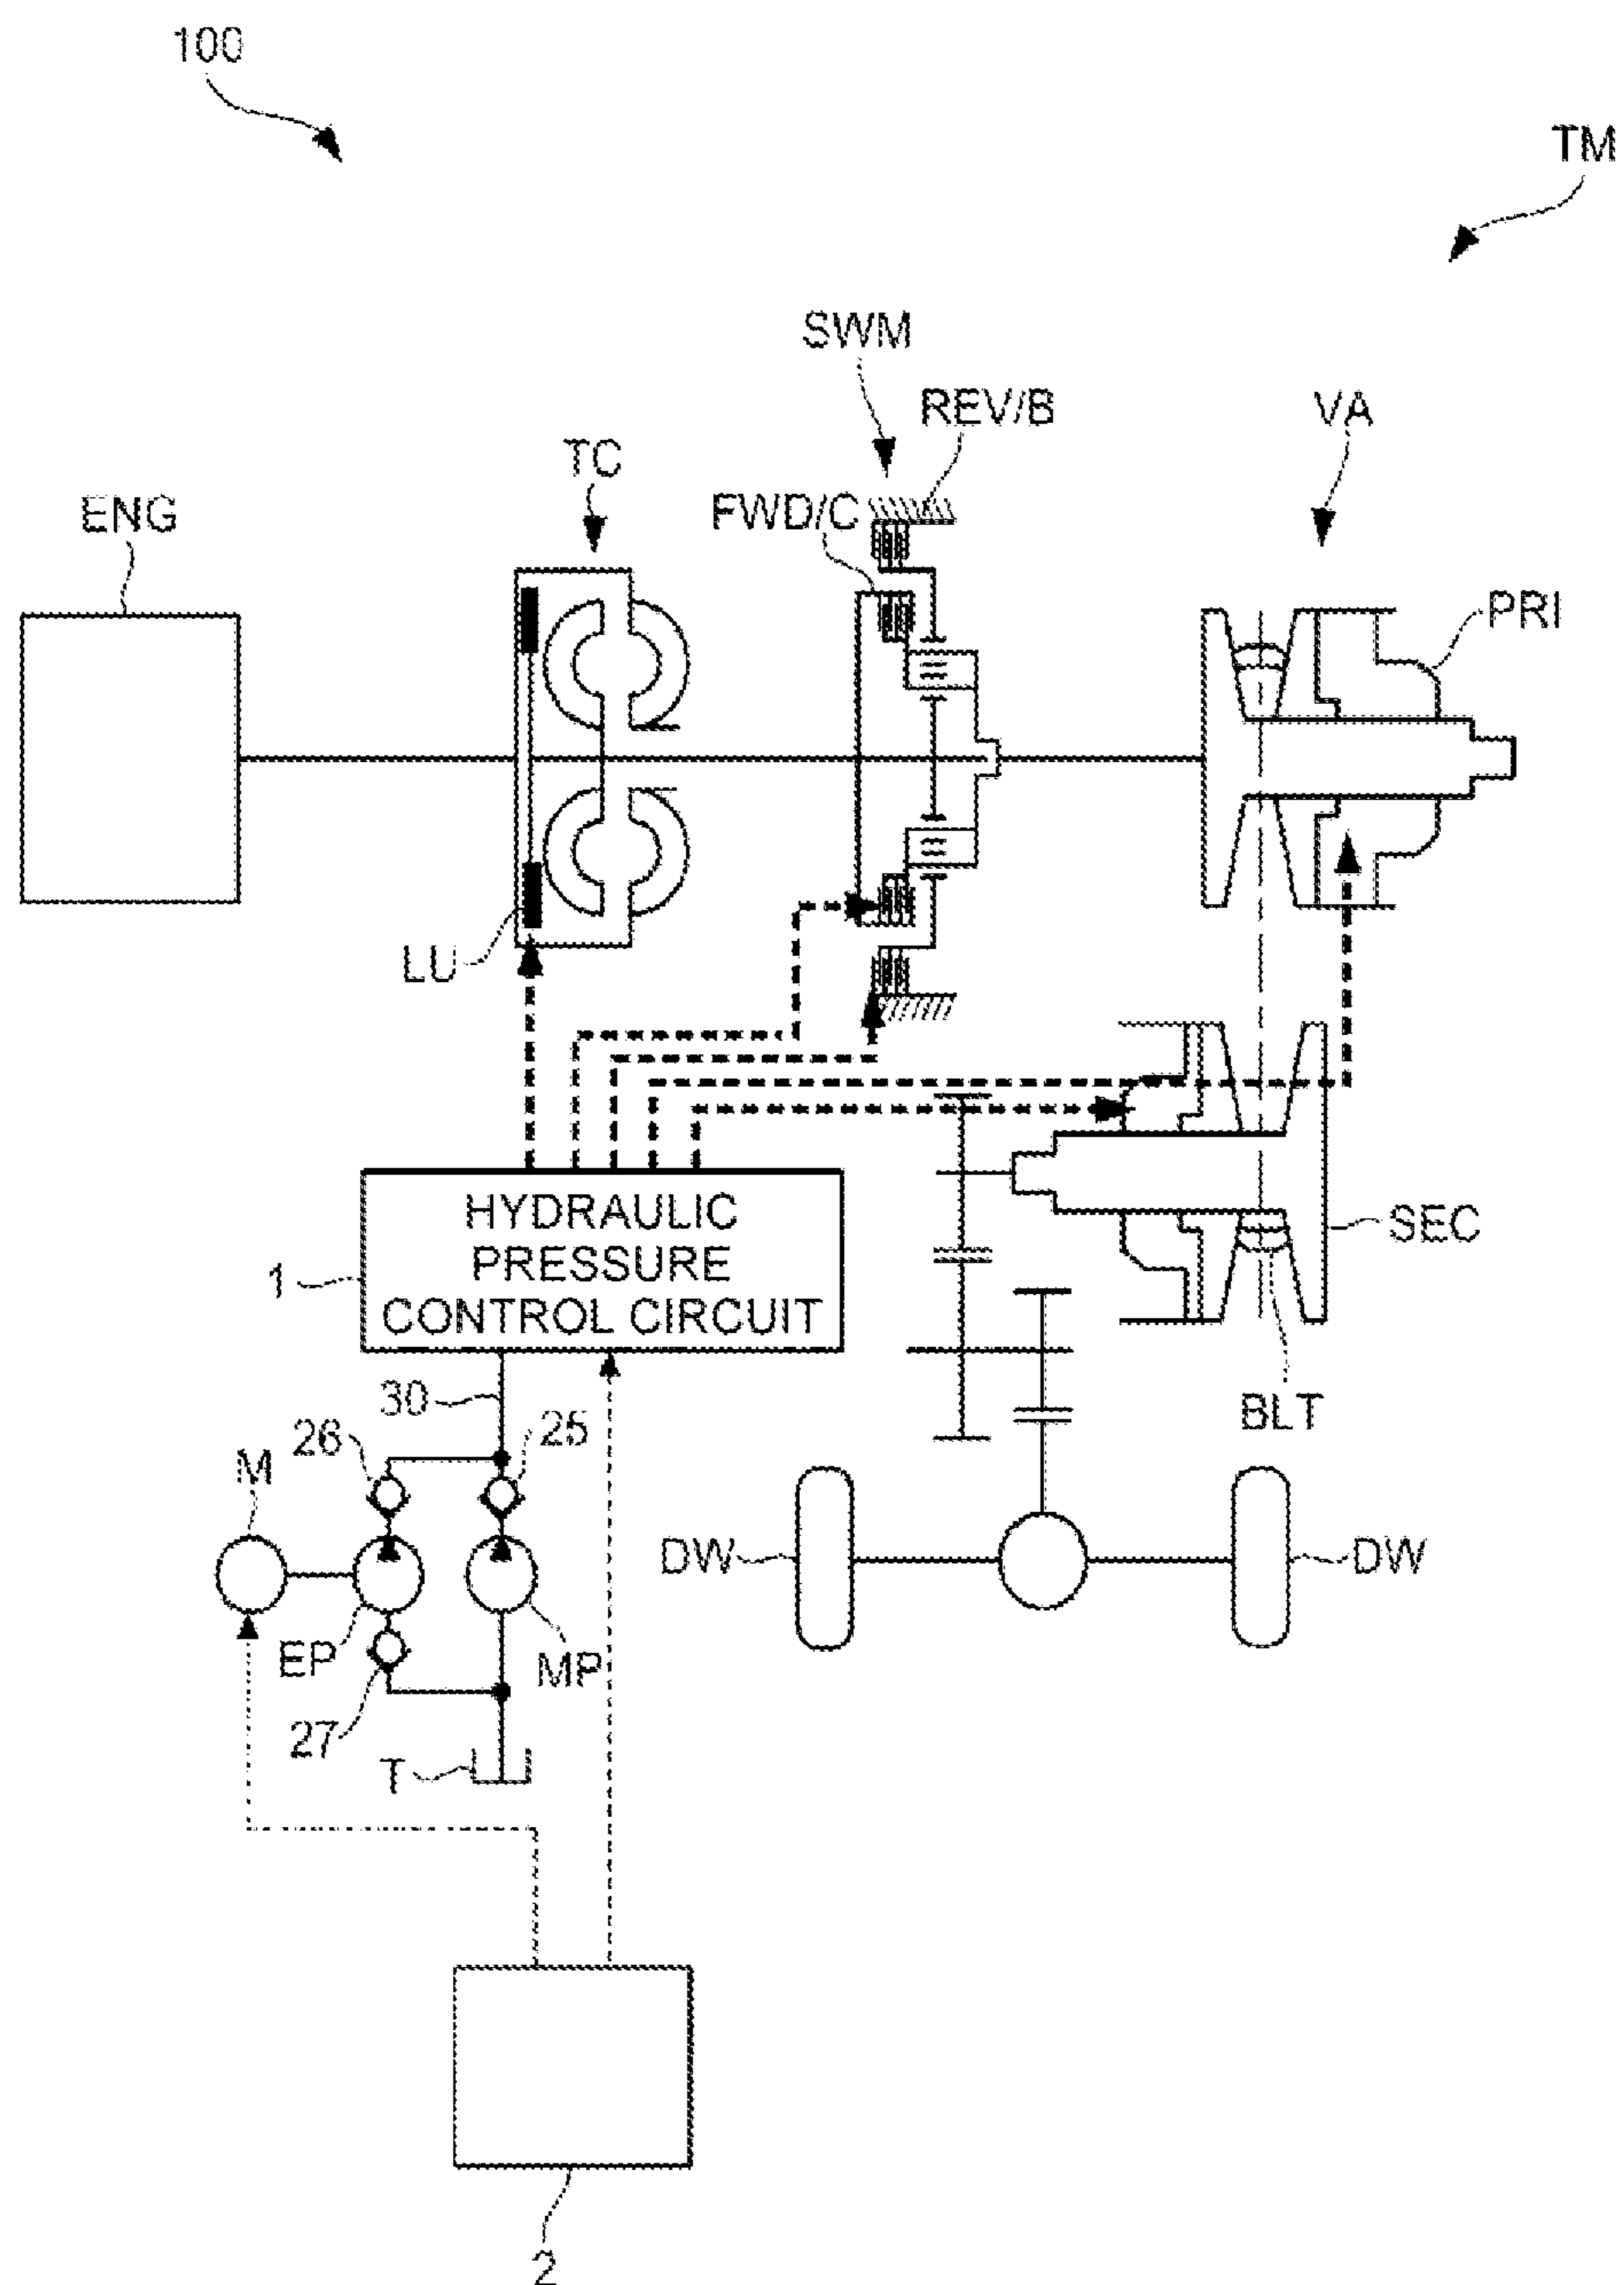 100
TM
SWM
REV/B
VA
TC
FWD/C
ENG
PRI
LU
HYDRAULIC
PRESSURE
CONTROL CIRCUIT
1
SEC
30
BLT
26
25
M
DW
DW
EP
MP
27
T
2